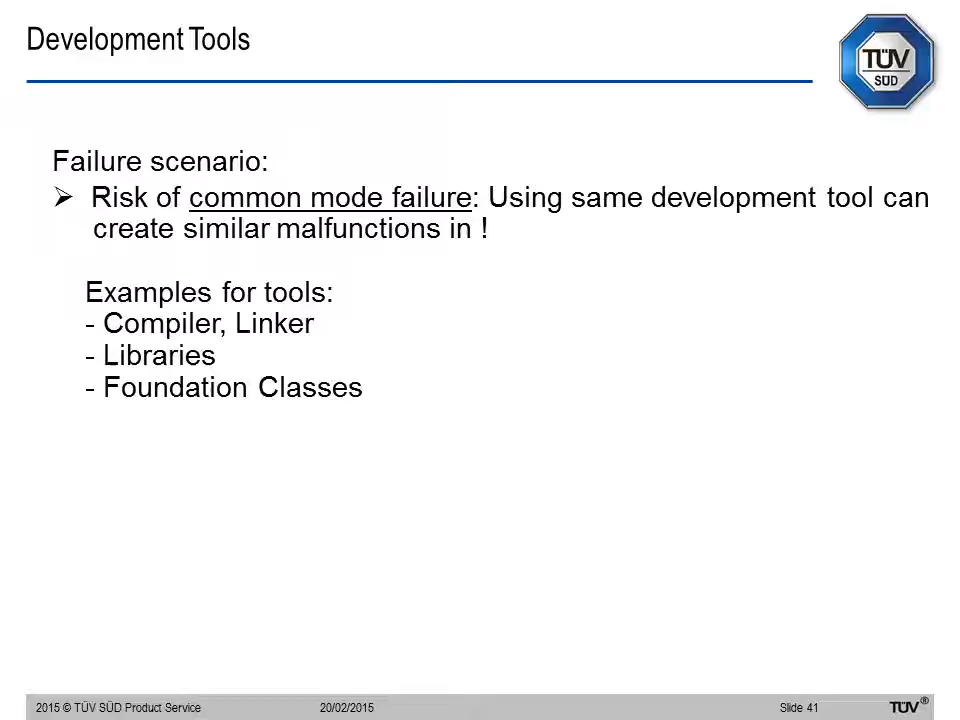 Development Tools
TÜV
SÜD
Failure scenario:
➢ Risk of common mode failure: Using same development tool can
create similar malfunctions in !
Examples for tools:
- Compiler, Linker
- Libraries
- Foundation Classes
2015 © TÜV SÜD Product Service 20/02/2015 Slide 41 TÜV®